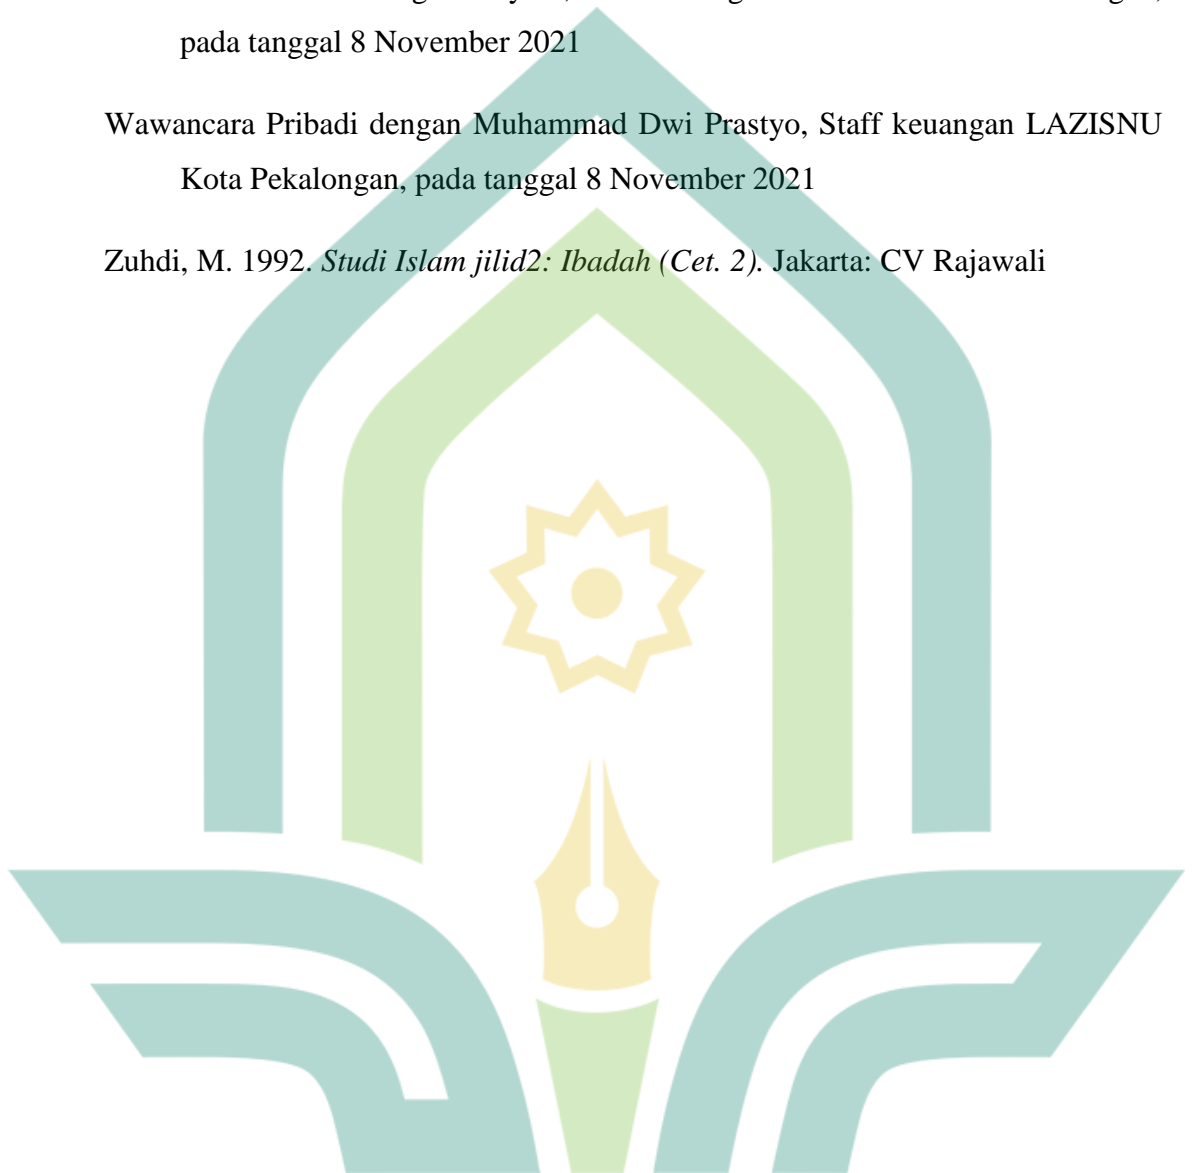 pada tanggal 8 November 2021
Wawancara Pribadi dengan Muhammad Dwi Prastyo, Staff keuangan LAZISNU
Kota Pekalongan, pada tanggal 8 November 2021
Zuhdi, M. 1992. Studi Islam jilid2: Ibadah (Cet. 2). Jakarta: CV Rajawali